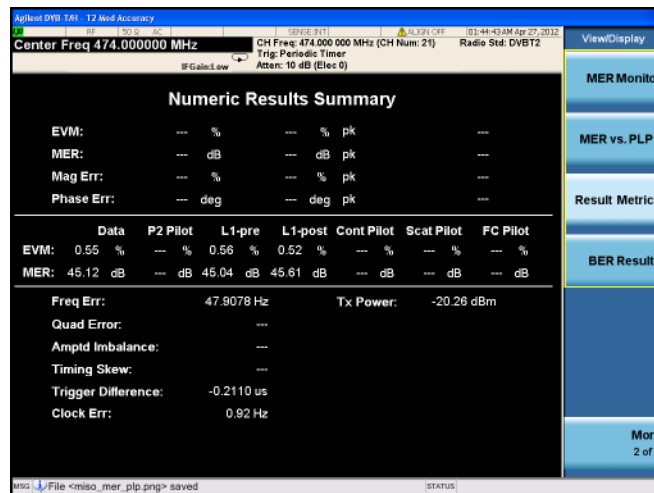 Agilent DVB-T/H - T2 Mod Accuracy
RF 50 Ω AC SENSE:INT ALIGN OFF 01:44:43 AM Apr 27, 2012
Center Freq 474.000000 MHz
CH Freq: 474.000 000 MHz (CH Num: 21) Radio Std: DVBT2
Trig: Periodic Timer
IFGain:Low Atten: 10 dB (Elec 0)
View/Display
MER Monito
MER vs. PLP
Result Metric
BER Result
Mor
2 of
Numeric Results Summary
EVM: --- % --- % pk ---
MER: --- dB --- dB pk ---
Mag Err: --- % --- % pk ---
Phase Err: --- deg --- deg pk ---
Data P2 Pilot L1-pre L1-post Cont Pilot Scat Pilot FC Pilot
EVM: 0.55 % --- % 0.56 % 0.52 % --- % --- % --- %
MER: 45.12 dB --- dB 45.04 dB 45.61 dB --- dB --- dB --- dB
Freq Err: 47.9078 Hz Tx Power: -20.26 dBm
Quad Error: ---
Amptd Imbalance: ---
Timing Skew: ---
Trigger Difference: -0.2110 us
Clock Err: 0.92 Hz
MSG File <miso_mer_plp.png> saved STATUS